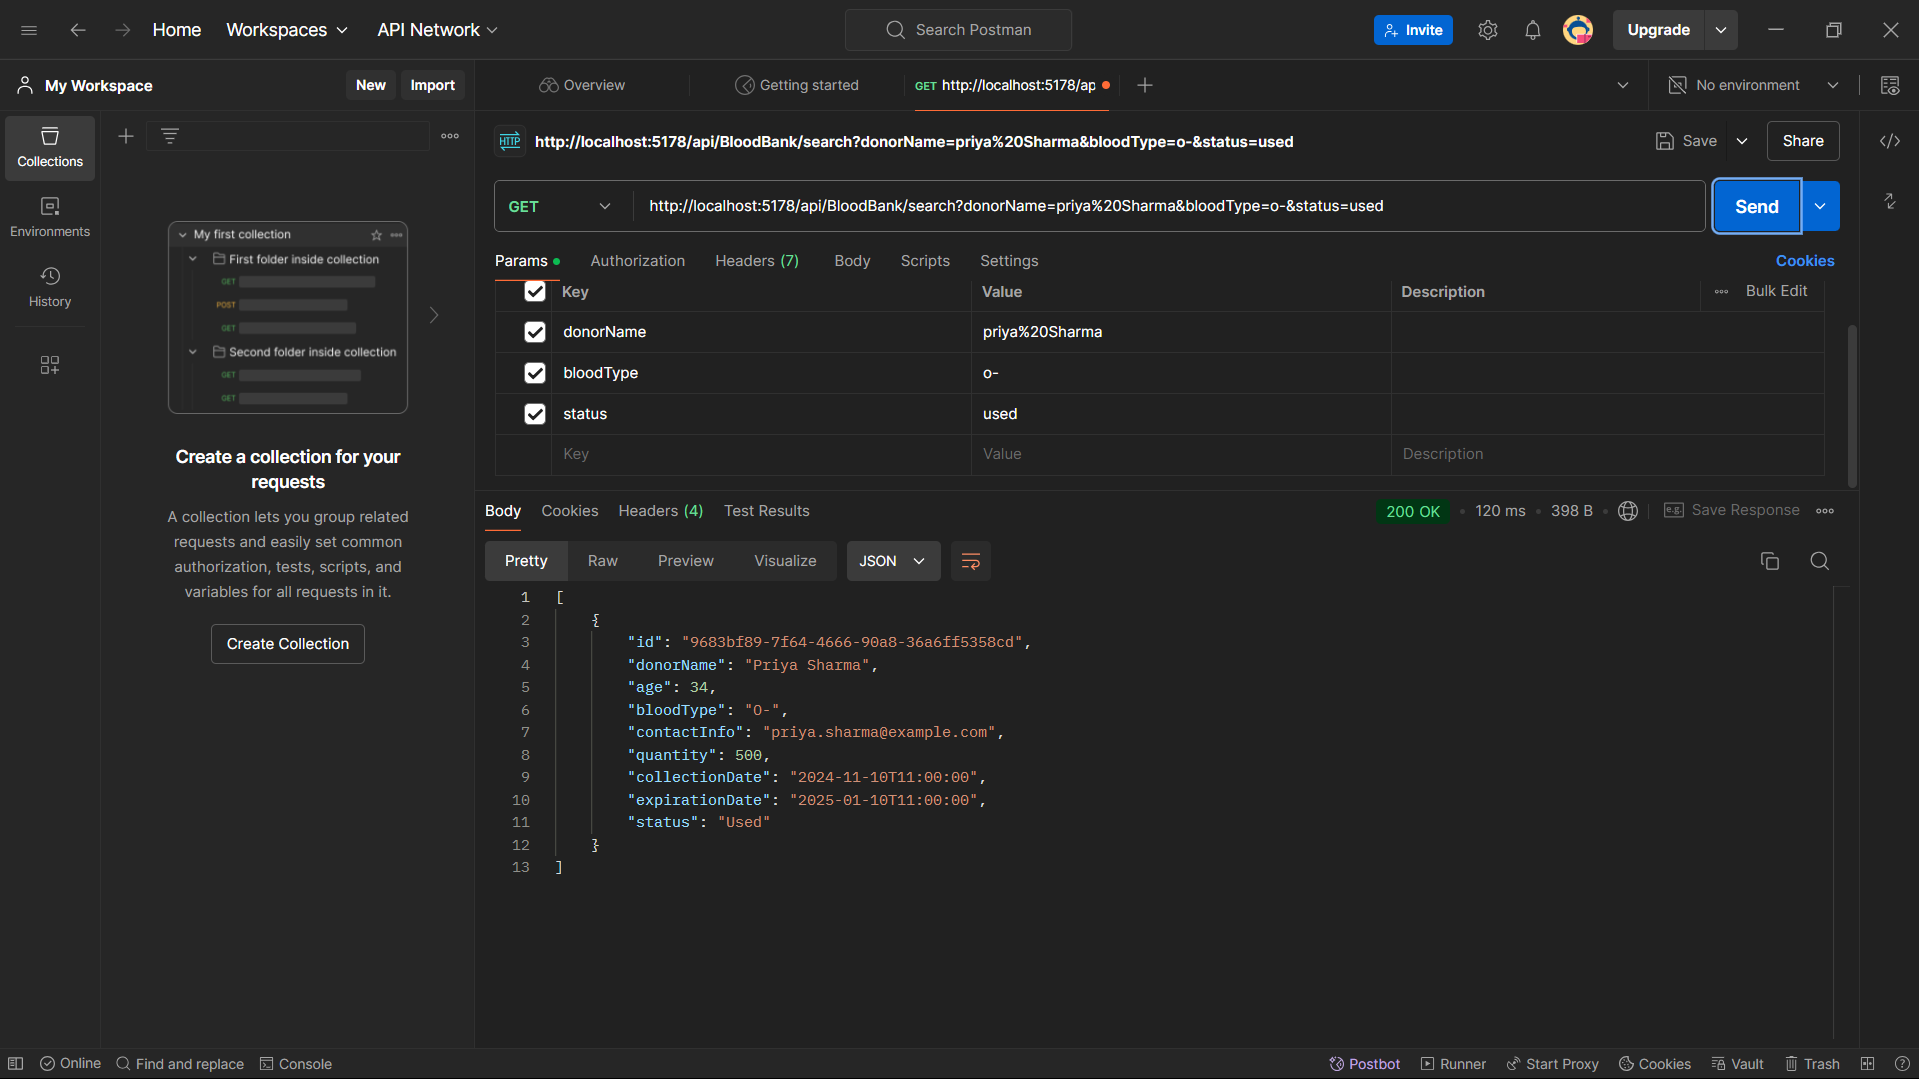 Home
Workspaces
API Network
Search Postman
Invite
Upgrade
My Workspace
New
Import
Overview
Getting started
GET http://localhost:5178/ap
No environment
Collections
Environments
History
My first collection
First folder inside collection
GET
POST
GET
Second folder inside collection
GET
GET
Create a collection for your
requests
A collection lets you group related
requests and easily set common
authorization, tests, scripts, and
variables for all requests in it.
Create Collection
HTTP http://localhost:5178/api/BloodBank/search?donorName=priya%20Sharma&bloodType=o-&status=used
Save
Share
GET http://localhost:5178/api/BloodBank/search?donorName=priya%20Sharma&bloodType=o-&status=used
Send
Params Authorization Headers (7) Body Scripts Settings Cookies
Key Value Description Bulk Edit
donorName priya%20Sharma
bloodType o-
status used
Key Value Description
Body Cookies Headers (4) Test Results 200 OK 120 ms 398 B e.g. Save Response
Pretty Raw Preview Visualize JSON
1 [
2 {
3 "id": "9683bf89-7f64-4666-90a8-36a6ff5358cd",
4 "donorName": "Priya Sharma",
5 "age": 34,
6 "bloodType": "O-",
7 "contactInfo": "priya.sharma@example.com",
8 "quantity": 500,
9 "collectionDate": "2024-11-10T11:00:00",
10 "expirationDate": "2025-01-10T11:00:00",
11 "status": "Used"
12 }
13 ]
Online Find and replace Console Postbot Runner Start Proxy Cookies Vault Trash